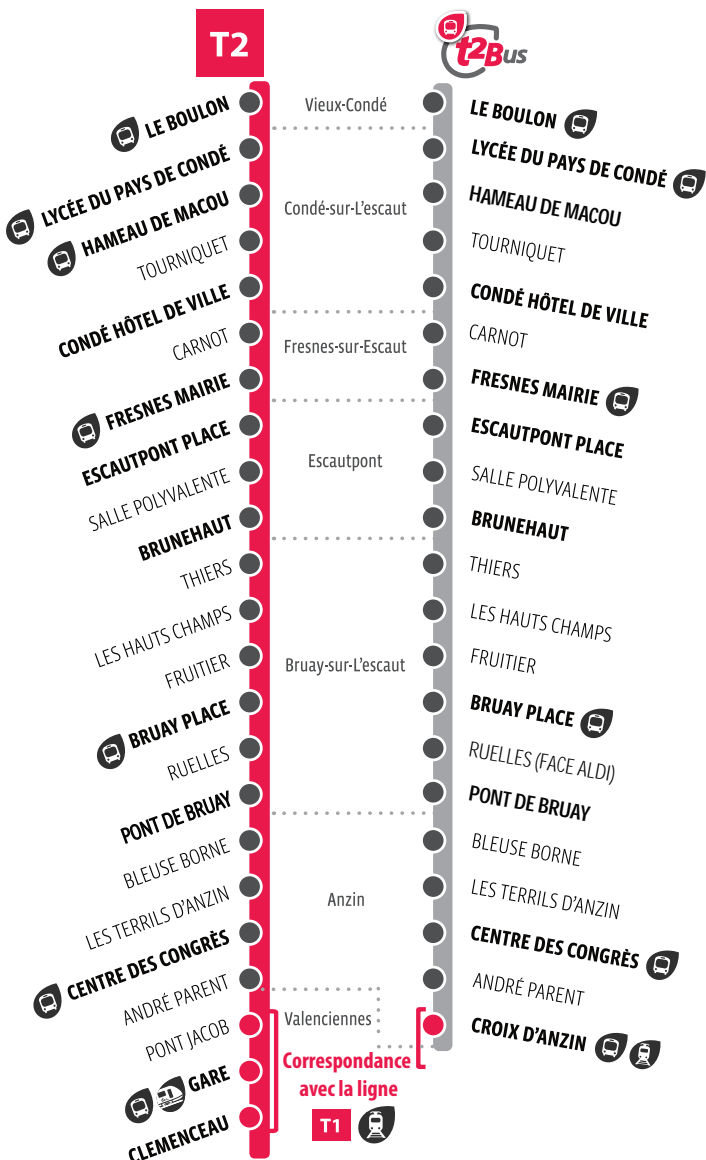 T2
t2Bus
LE BOULON
LYCÉE DU PAYS DE CONDÉ
HAMEAU DE MACOU
TOURNIQUET
CONDÉ HÔTEL DE VILLE
CARNOT
FRESNES MAIRIE
ESCAUTPONT PLACE
SALLE POLYVALENTE
BRUNEHAUT
THIERS
LES HAUTS CHAMPS
FRUITIER
BRUAY PLACE
RUELLES
PONT DE BRUAY
BLEUSE BORNE
LES TERRILS D'ANZIN
CENTRE DES CONGRÈS
ANDRÉ PARENT
PONT JACOB
GARE
CLEMENCEAU
Vieux-Condé
Condé-sur-L'escaut
Fresnes-sur-Escaut
Escautpont
Bruay-sur-L'escaut
Anzin
Valenciennes
Correspondance
avec la ligne
T1
LE BOULON
LYCÉE DU PAYS DE CONDÉ
HAMEAU DE MACOU
TOURNIQUET
CONDÉ HÔTEL DE VILLE
CARNOT
FRESNES MAIRIE
ESCAUTPONT PLACE
SALLE POLYVALENTE
BRUNEHAUT
THIERS
LES HAUTS CHAMPS
FRUITIER
BRUAY PLACE
RUELLES (FACE ALDI)
PONT DE BRUAY
BLEUSE BORNE
LES TERRILS D'ANZIN
CENTRE DES CONGRÈS
ANDRÉ PARENT
CROIX D'ANZIN